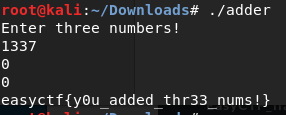 root@kali:~/Downloads# ./adder
Enter three numbers!
1337
0
0
easyctf{y0u_added_thr33_nums!}